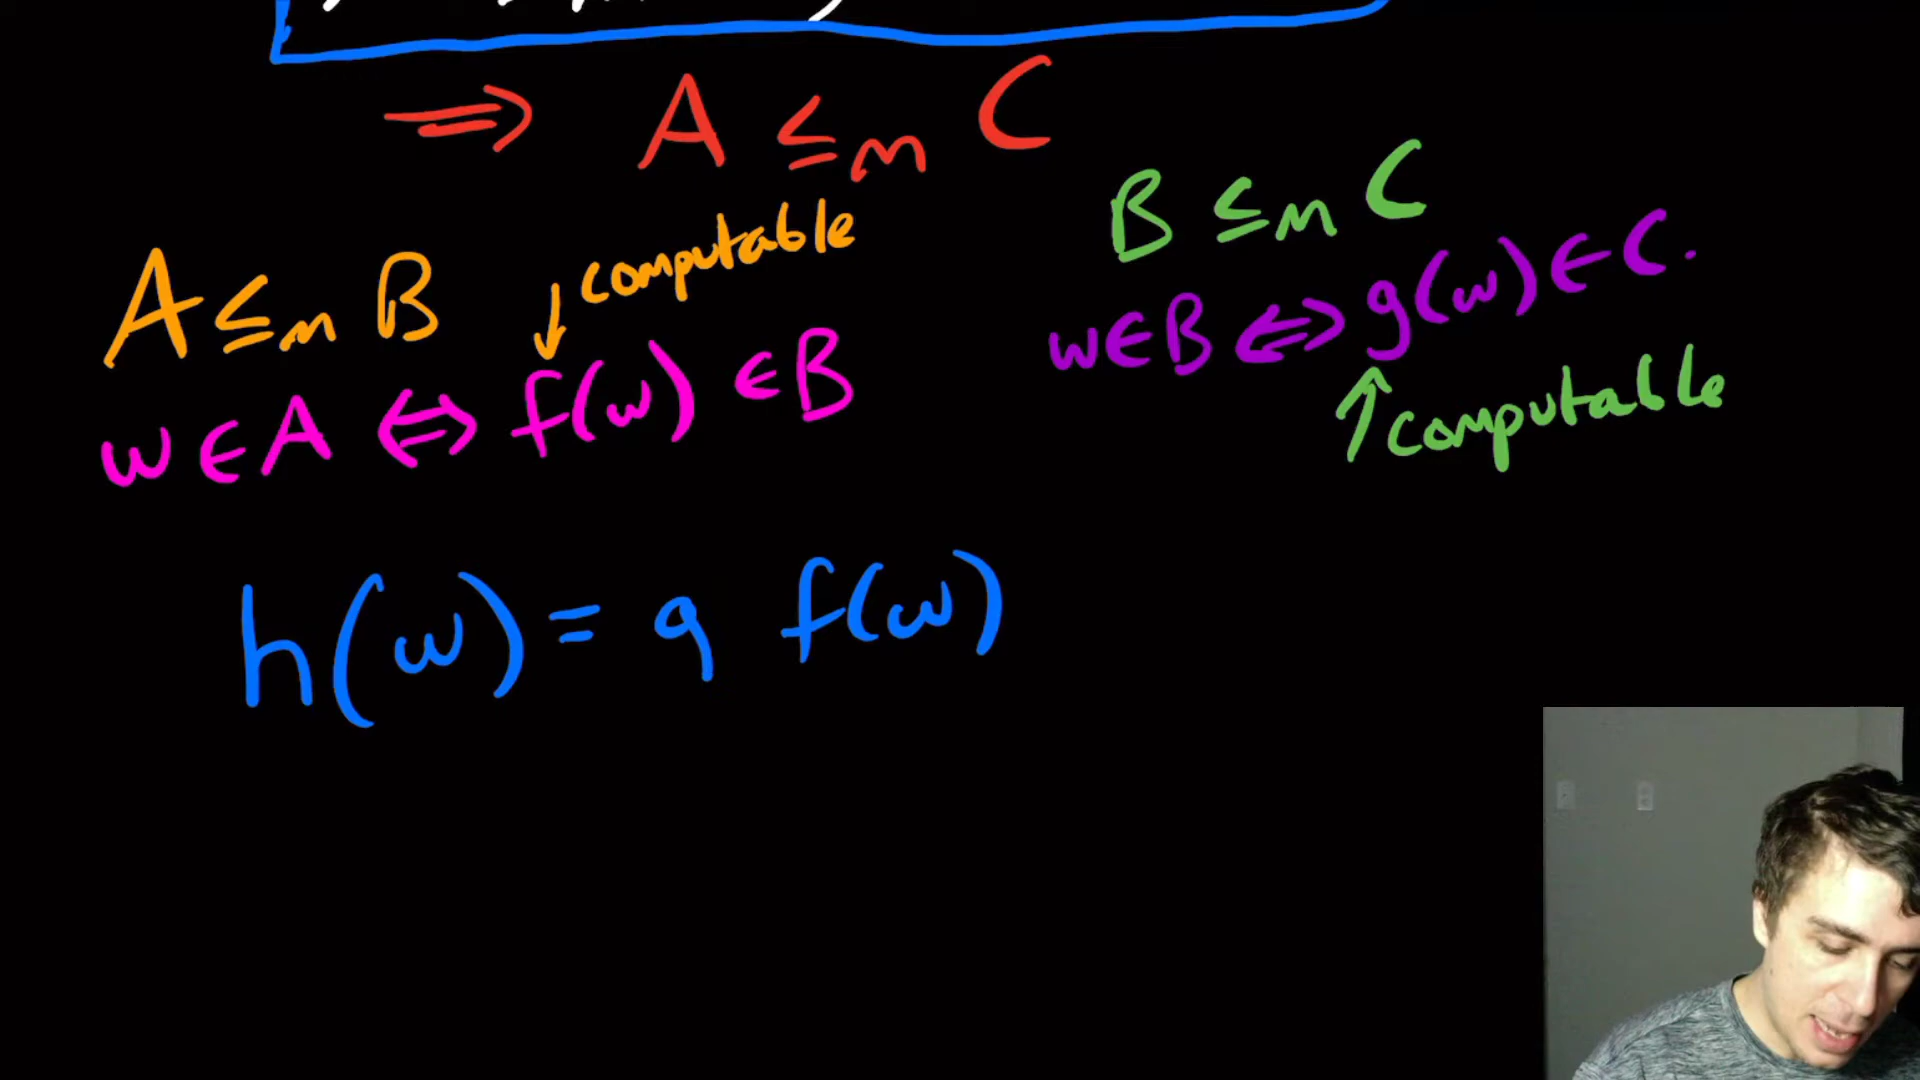 ⇒ A ≤m C
B ≤m C
computable
A ≤m B
w∈B ⇔ g(w)∈C.
w∈A ⇔ f(w)∈B
computable
h(w)= g f(w)